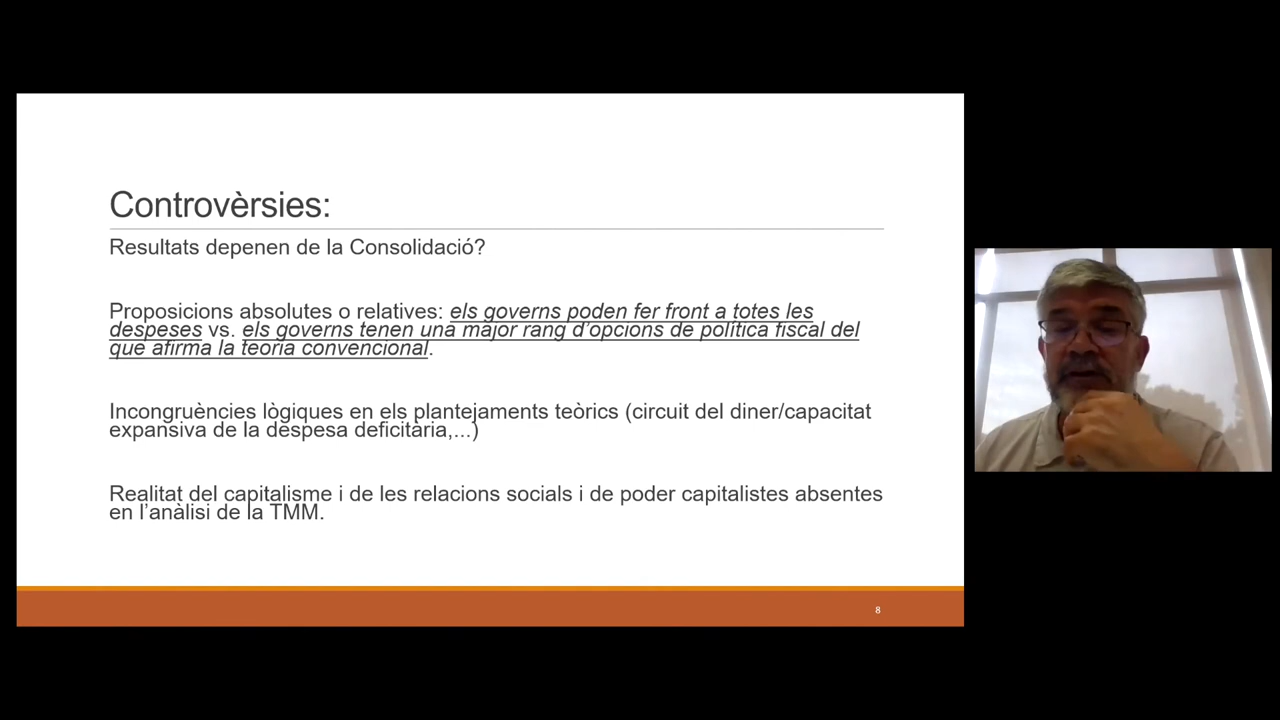 Controvèrsies:
Resultats depenen de la Consolidació?
Proposicions absolutes o relatives: els governs poden fer front a totes les
despeses vs. els governs tenen una major rang d'opcions de política fiscal del
que afirma la teoria convencional.
Incongruències lògiques en els plantejaments teòrics (circuit del diner/capacitat
expansiva de la despesa deficitària,...)
Realitat del capitalisme i de les relacions socials i de poder capitalistes absentes
en l'anàlisi de la TMM.
8